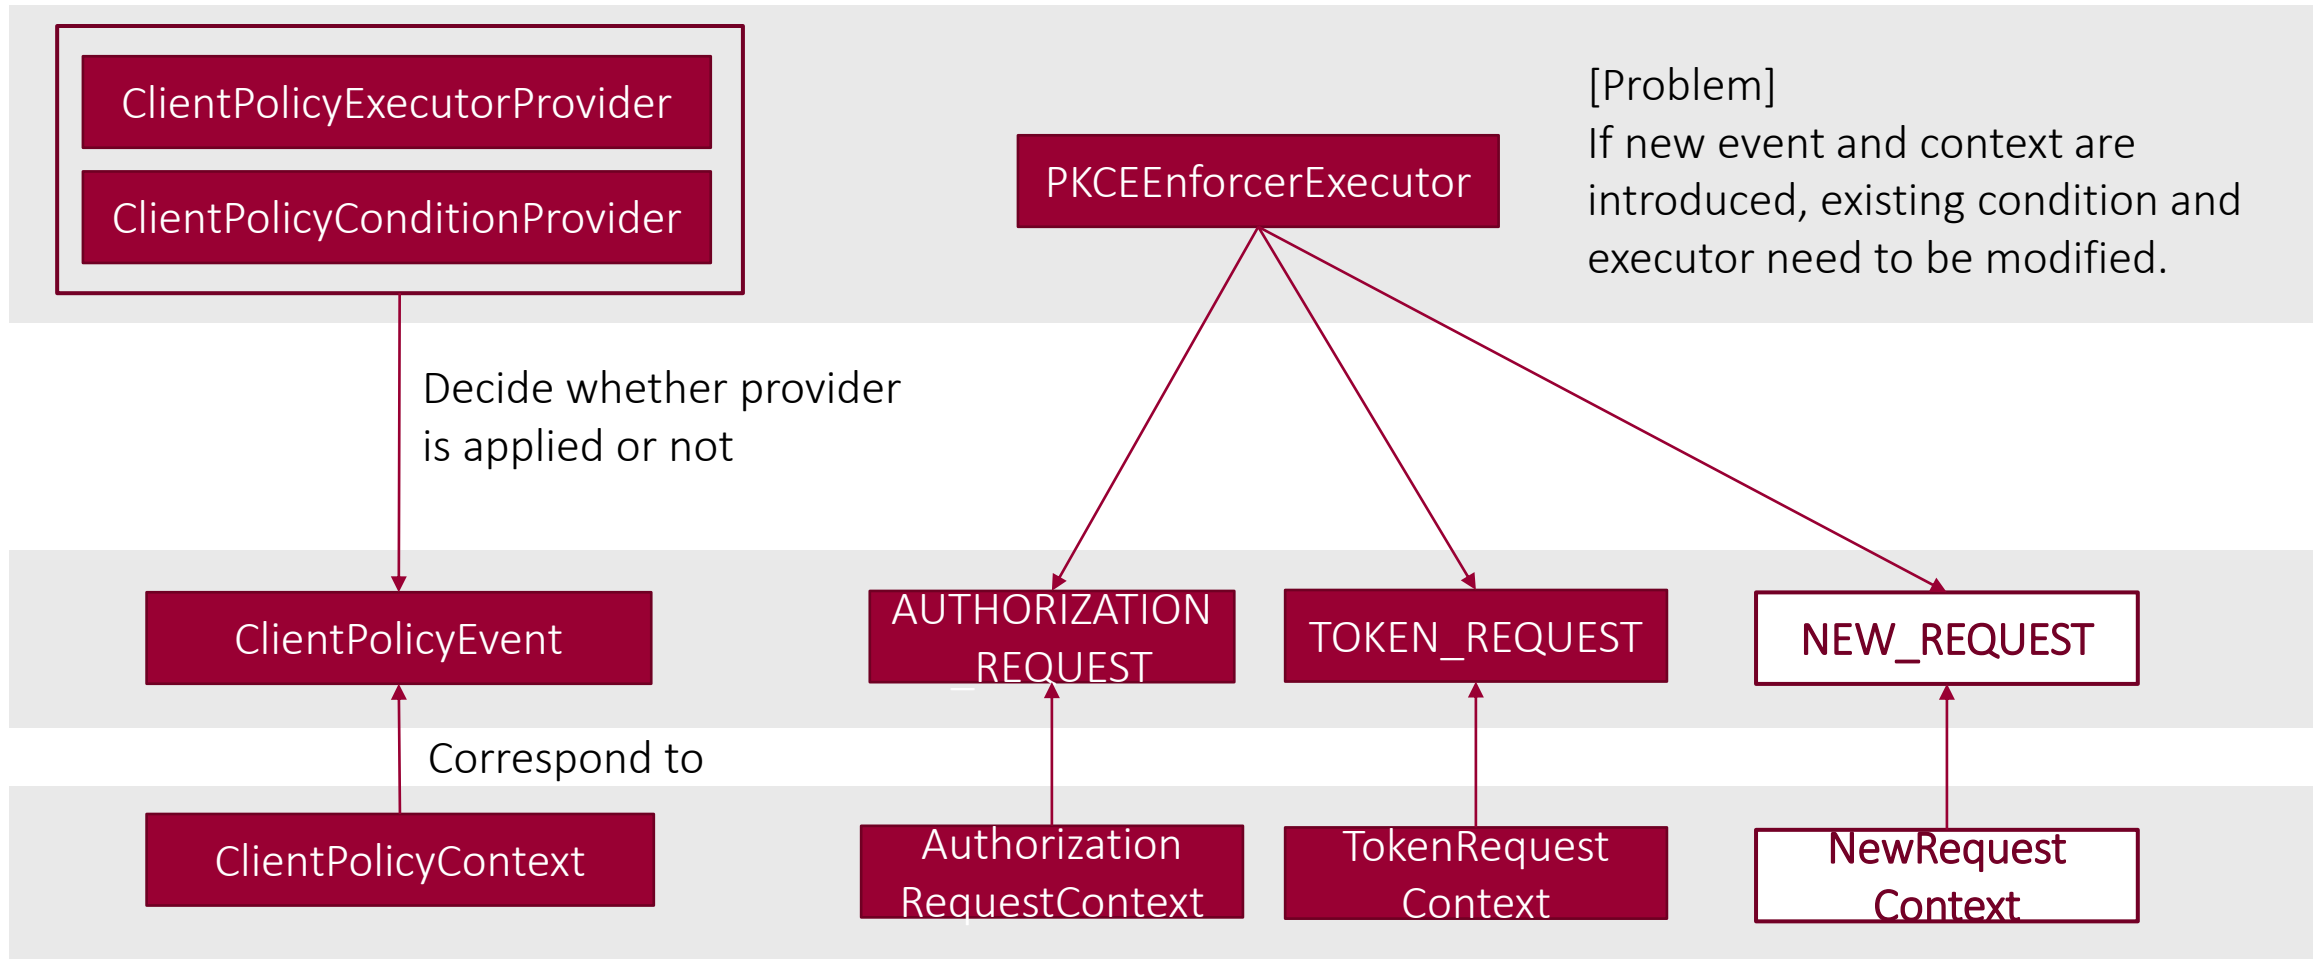 ClientPolicyExecutorProvider
ClientPolicyConditionProvider
PKCEEnforcerExecutor
[Problem]
If new event and context are
introduced, existing condition and
executor need to be modified.
Decide whether provider
is applied or not
ClientPolicyEvent
AUTHORIZATION
_REQUEST
TOKEN_REQUEST
NEW_REQUEST
Correspond to
ClientPolicyContext
Authorization
RequestContext
TokenRequest
Context
NewRequest
Context